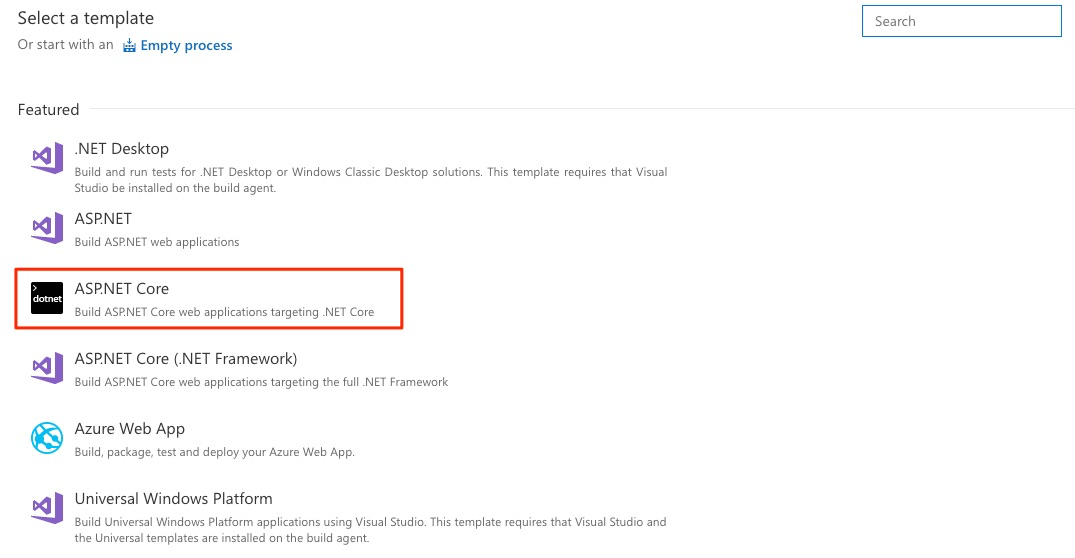 Select a template
Search
Or start with an Empty process
Featured
.NET Desktop
Build and run tests for .NET Desktop or Windows Classic Desktop solutions. This template requires that Visual
Studio be installed on the build agent.
ASP.NET
Build ASP.NET web applications
>
dotnet
ASP.NET Core
Build ASP.NET Core web applications targeting .NET Core
ASP.NET Core (.NET Framework)
Build ASP.NET Core web applications targeting the full .NET Framework
Azure Web App
Build, package, test and deploy your Azure Web App.
Universal Windows Platform
Build Universal Windows Platform applications using Visual Studio. This template requires that Visual Studio and
the Universal templates are installed on the build agent.